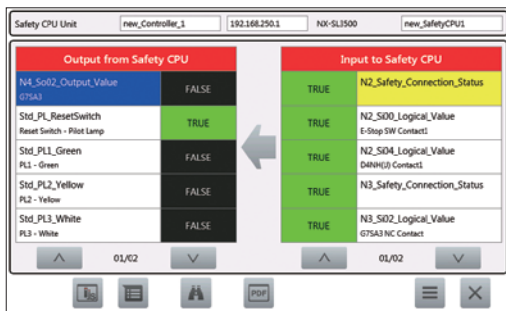 Safety CPU Unit new_Controller_1 192.168.250.1 NX-SL3500 new_SafetyCPU1
Output from Safety CPU
N4_So02_Output_Value FALSE
G7SA3
Std_PL_ResetSwitch TRUE
Reset Switch - Pilot Lamp
Std_PL1_Green FALSE
PL1 - Green
Std_PL2_Yellow FALSE
PL2 - Yellow
Std_PL3_White FALSE
PL3 - White
01/02
Input to Safety CPU
TRUE N2_Safety_Connection_Status
TRUE N2_Si00_Logical_Value
E-Stop SW Contact1
TRUE N2_Si04_Logical_Value
D4NH(J) Contact1
TRUE N3_Safety_Connection_Status
TRUE N3_Si02_Logical_Value
G7SA3 NC Contact
01/02
PDF